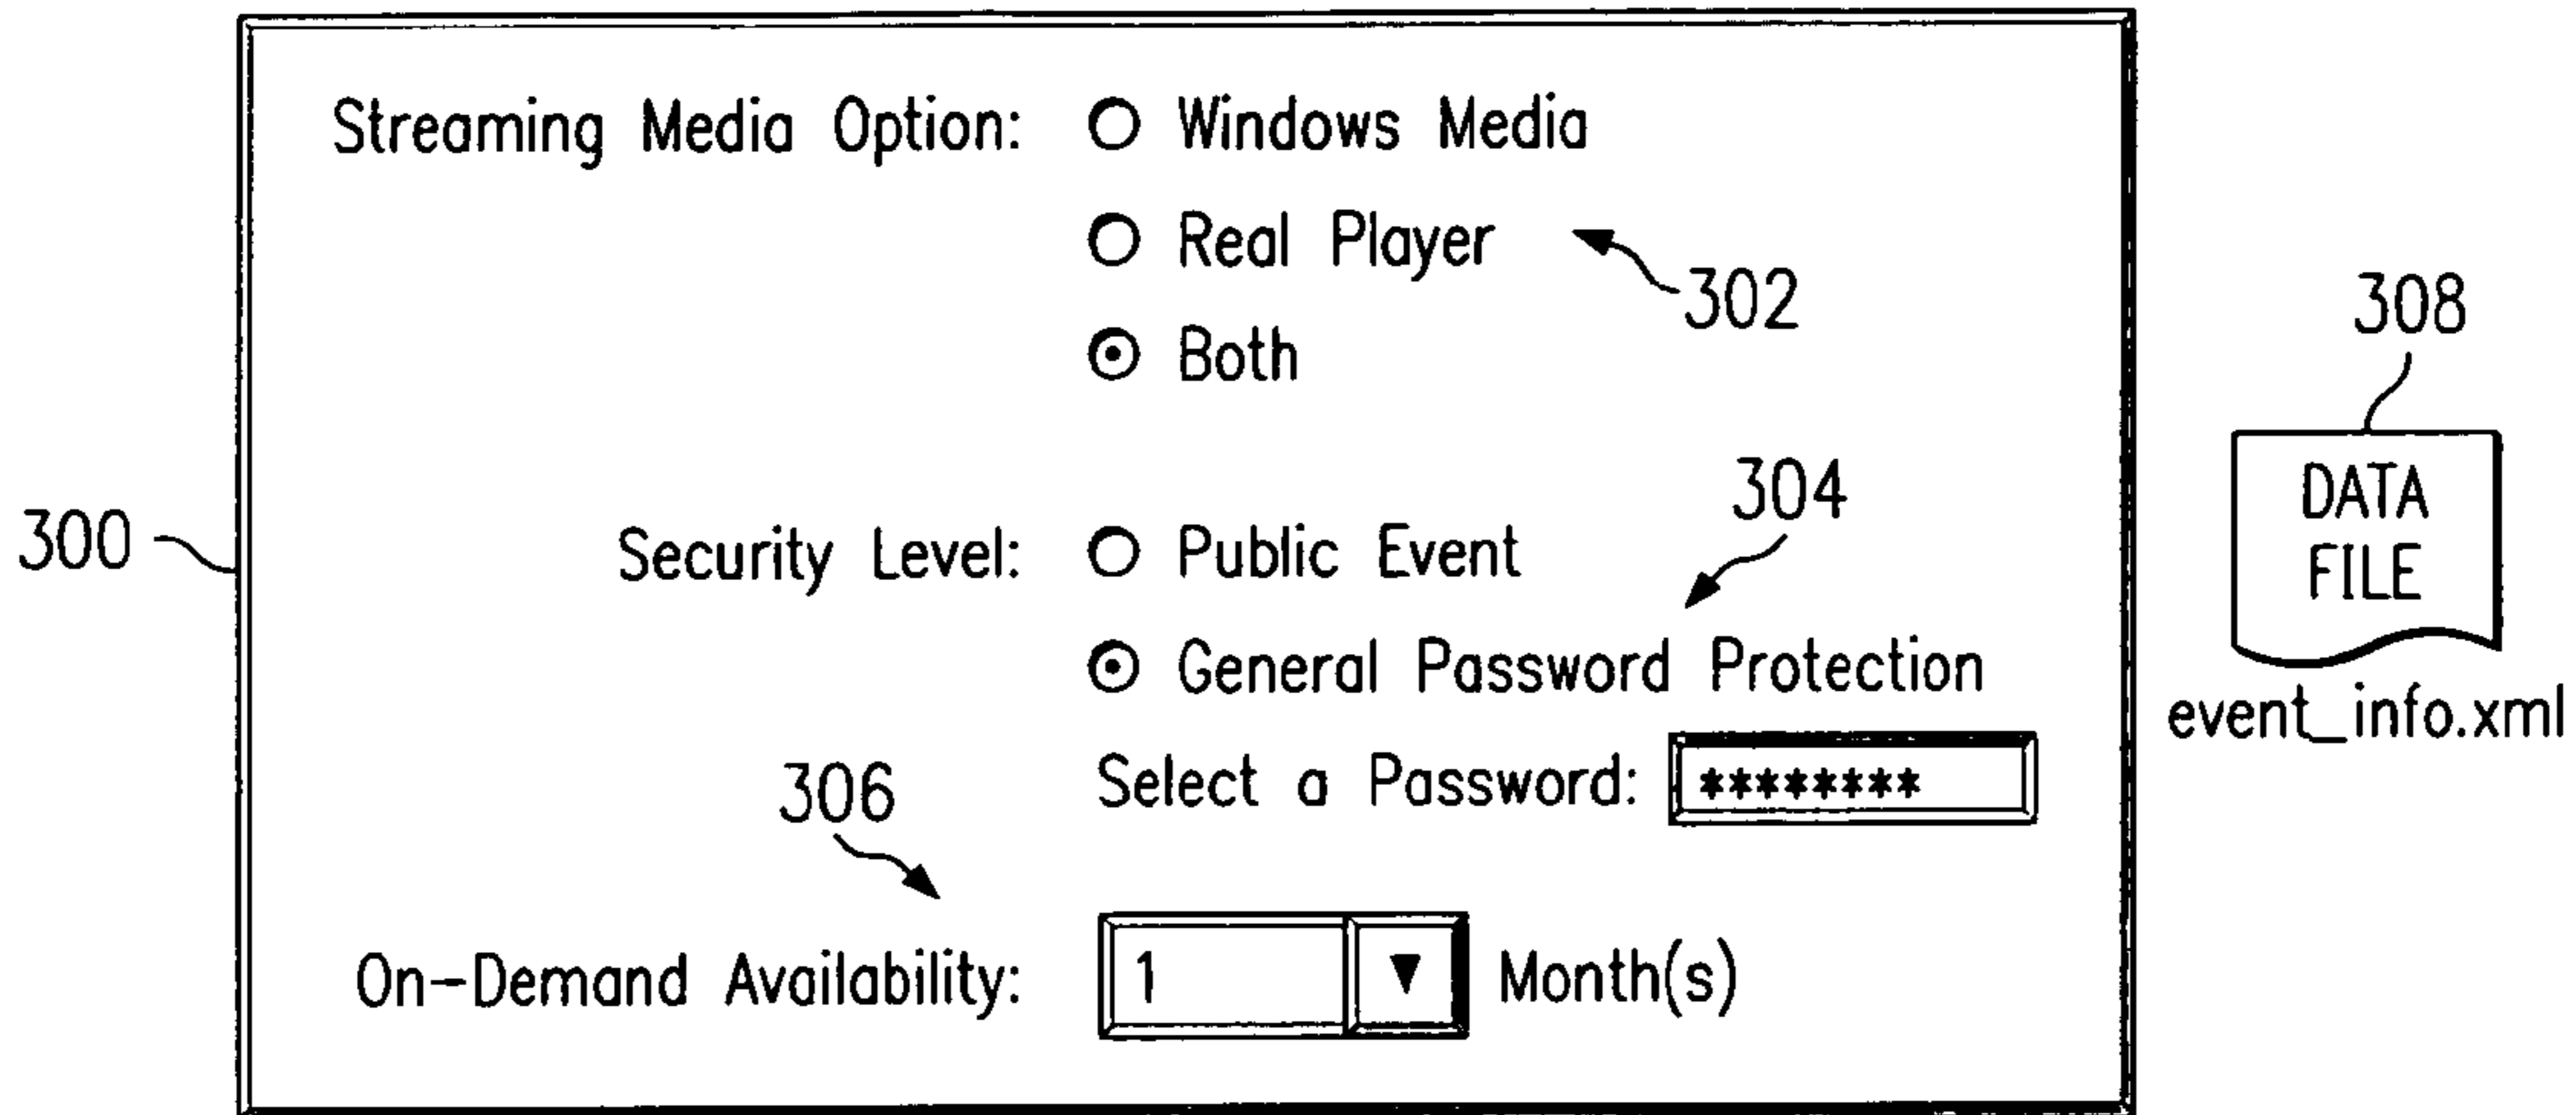 Streaming Media Option: Windows Media
Real Player
302
Both
308
DATA
FILE
event_info.xml
300
304
Security Level: Public Event
General Password Protection
Select a Password: ********
306
On-Demand Availability: 1 ▼ Month(s)